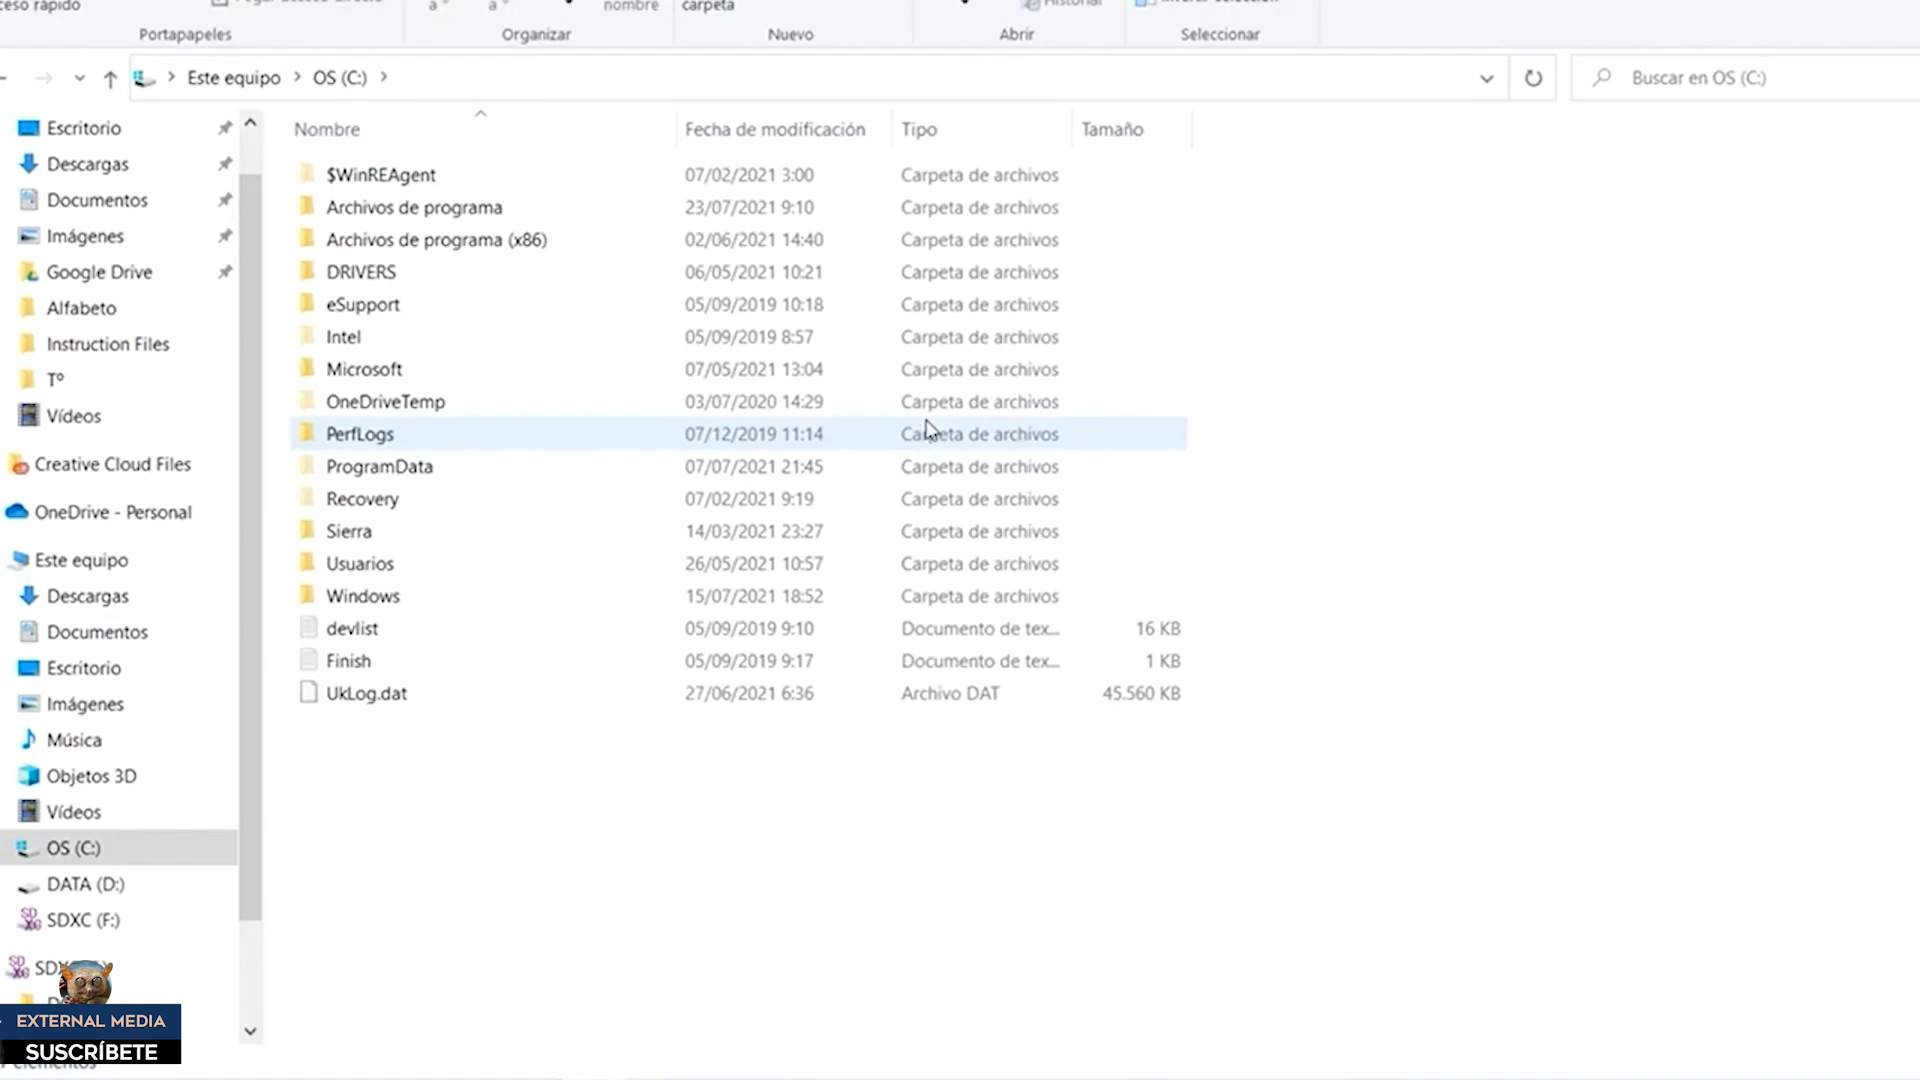 ceso rápido
nombre
carpeta
Historial
Portapapeles
Organizar
Nuevo
Abrir
Seleccionar
Este equipo
OS (C:)
Buscar en OS (C:)
Escritorio
Descargas
Documentos
Imágenes
Google Drive
Alfabeto
Instruction Files
Tº
Vídeos
Creative Cloud Files
OneDrive - Personal
Este equipo
Descargas
Documentos
Escritorio
Imágenes
Música
Objetos 3D
Vídeos
OS (C:)
DATA (D:)
SDXC (F:)
Nombre Fecha de modificación Tipo Tamaño
$WinREAgent 07/02/2021 3:00 Carpeta de archivos
Archivos de programa 23/07/2021 9:10 Carpeta de archivos
Archivos de programa (x86) 02/06/2021 14:40 Carpeta de archivos
DRIVERS 06/05/2021 10:21 Carpeta de archivos
eSupport 05/09/2019 10:18 Carpeta de archivos
Intel 05/09/2019 8:57 Carpeta de archivos
Microsoft 07/05/2021 13:04 Carpeta de archivos
OneDriveTemp 03/07/2020 14:29 Carpeta de archivos
PerfLogs 07/12/2019 11:14 Carpeta de archivos
ProgramData 07/07/2021 21:45 Carpeta de archivos
Recovery 07/02/2021 9:19 Carpeta de archivos
Sierra 14/03/2021 23:27 Carpeta de archivos
Usuarios 26/05/2021 10:57 Carpeta de archivos
Windows 15/07/2021 18:52 Carpeta de archivos
devlist 05/09/2019 9:10 Documento de tex... 16 KB
Finish 05/09/2019 9:17 Documento de tex... 1 KB
UkLog.dat 27/06/2021 6:36 Archivo DAT 45.560 KB
EXTERNAL MEDIA
SUSCRÍBETE